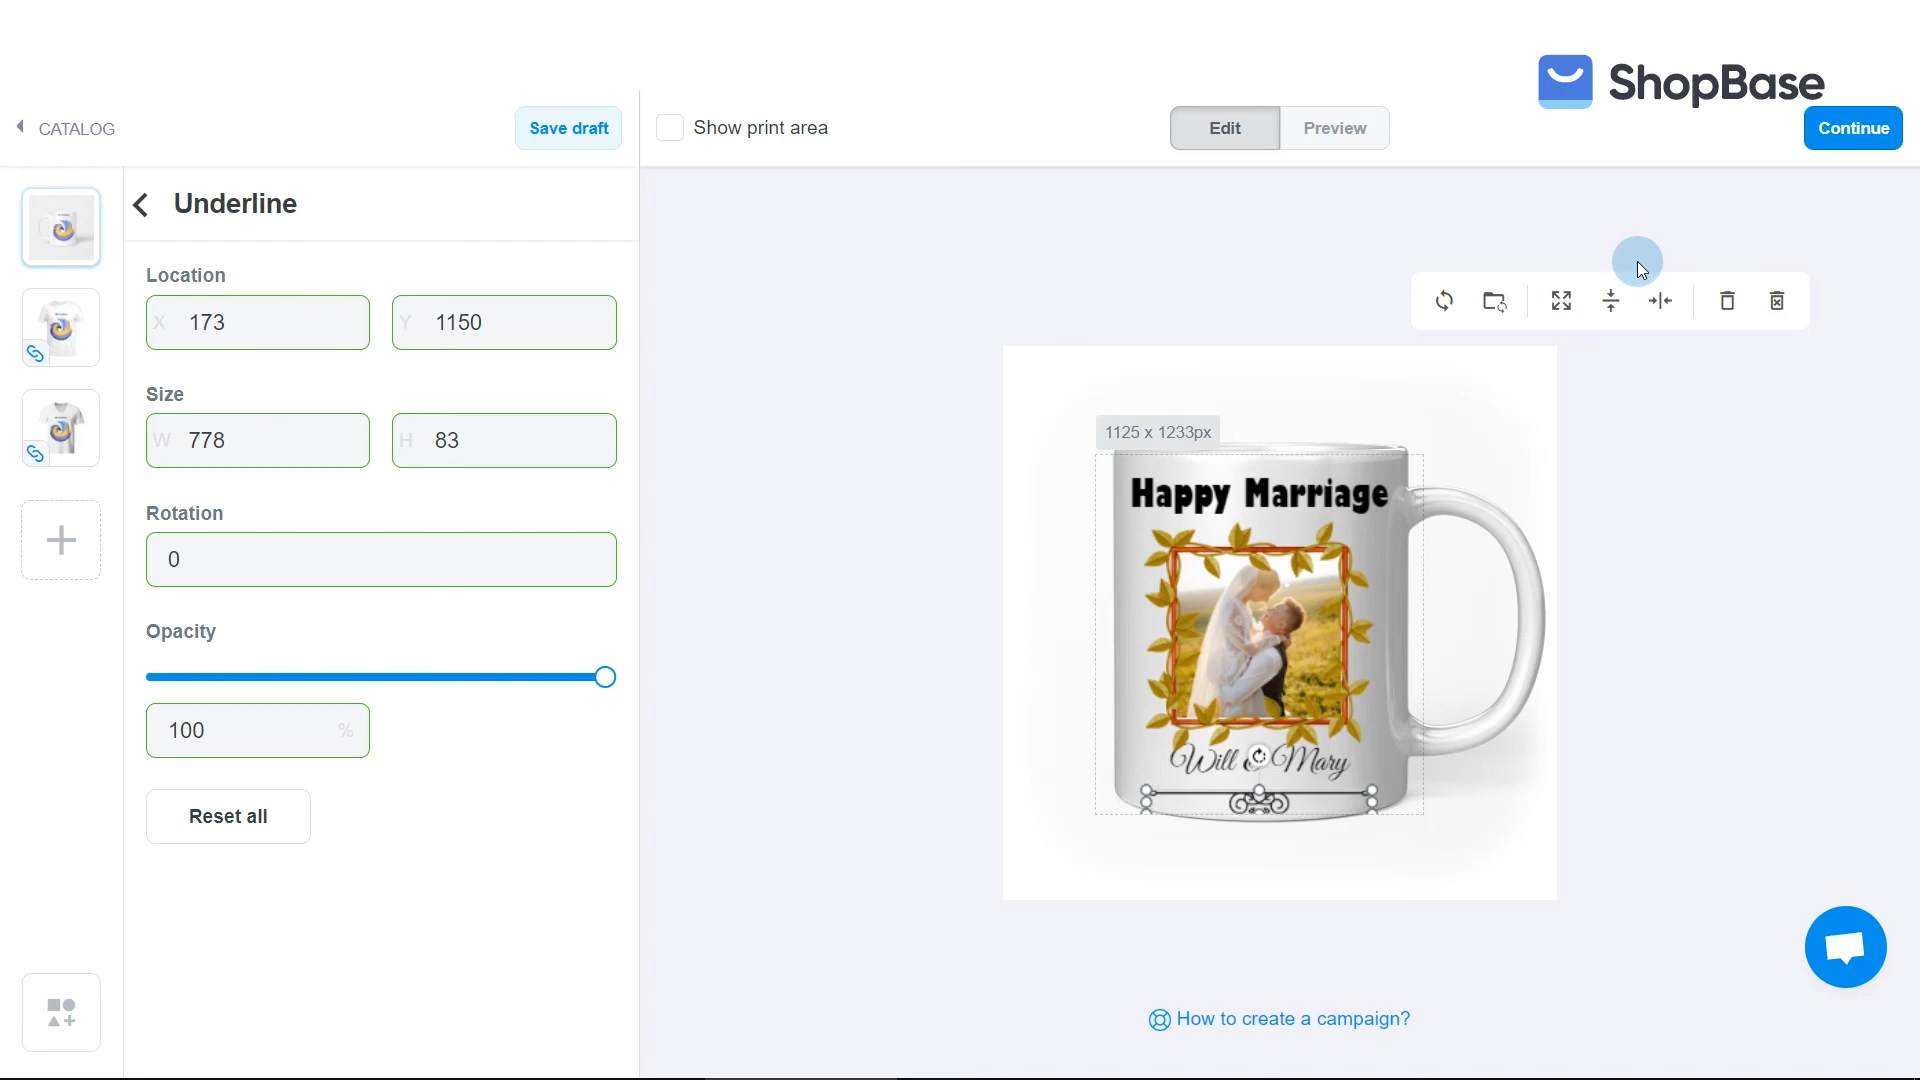 ShopBase
CATALOG
Save draft
Show print area
Edit
Preview
Continue
Underline
Location
X 173
Y 1150
Size
W 778
H 83
Rotation
0
Opacity
100 %
Reset all
1125 x 1233px
Happy Marriage
Will & Mary
How to create a campaign?